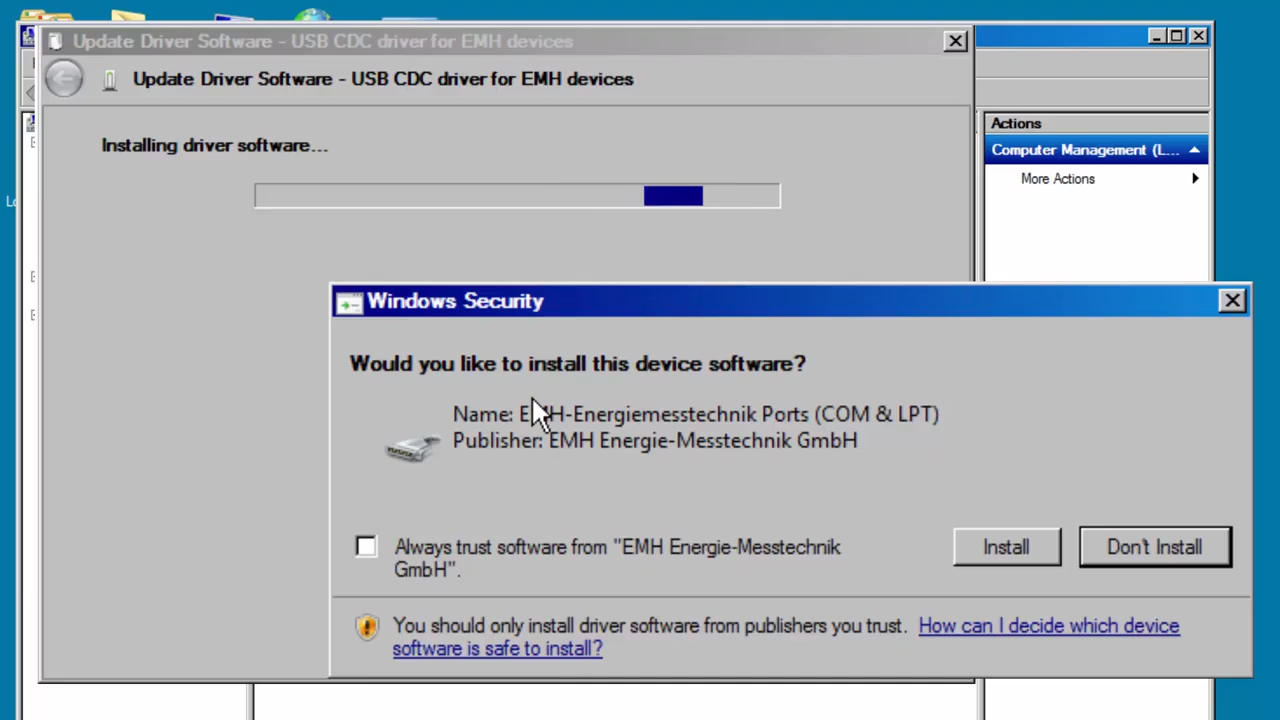 Update Driver Software - USB CDC driver for EMH devices
Update Driver Software - USB CDC driver for EMH devices
Installing driver software...
Actions
Computer Management (L...
More Actions
Windows Security
Would you like to install this device software?
Name: EMH-Energiemesstechnik Ports (COM & LPT)
Publisher: EMH Energie-Messtechnik GmbH
Always trust software from "EMH Energie-Messtechnik
GmbH".
Install
Don't Install
You should only install driver software from publishers you trust. How can I decide which device
software is safe to install?